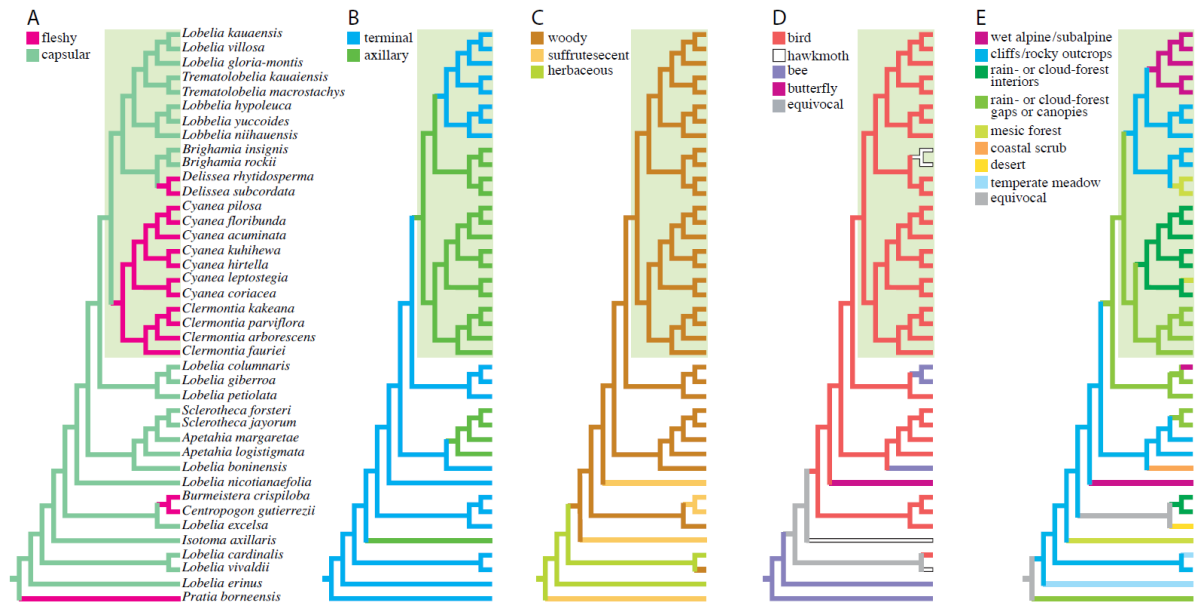 A
fleshy
capsular
Lobelia kauaensis
Lobelia villosa
Lobelia gloria-montis
Trematolobelia kauaiensis
Trematolobelia macrostachys
Lobbelia hypoleuca
Lobbelia yuccoides
Lobbelia niihauensis
Brighamia insignis
Brighamia rockii
Delissea rhytidosperma
Delissea subcordata
Cyanea pilosa
Cyanea floribunda
Cyanea acuminata
Cyanea kuhihewa
Cyanea hirtella
Cyanea leptostegia
Cyanea coriacea
Clermontia kakeana
Clermontia parviflora
Clermontia arborescens
Clermontia fauriei
Lobelia columnaris
Lobelia giberroa
Lobelia petiolata
Sclerotheca forsteri
Sclerotheca jayorum
Apetahia margaretae
Apetahia logistigmata
Lobelia boninensis
Lobelia nicotianaefolia
Burmeistera crispiloba
Centropogon gutierrezii
Lobelia excelsa
Isotoma axillaris
Lobelia cardinalis
Lobelia vivaldii
Lobelia erinus
Pratia borneensis
B
terminal
axillary
C
woody
suffrutescent
herbaceous
D
bird
hawkmoth
bee
butterfly
equivocal
E
wet alpine/subalpine
cliffs/rocky outcrops
rain- or cloud-forest
interiors
rain- or cloud-forest
gaps or canopies
mesic forest
coastal scrub
desert
temperate meadow
equivocal